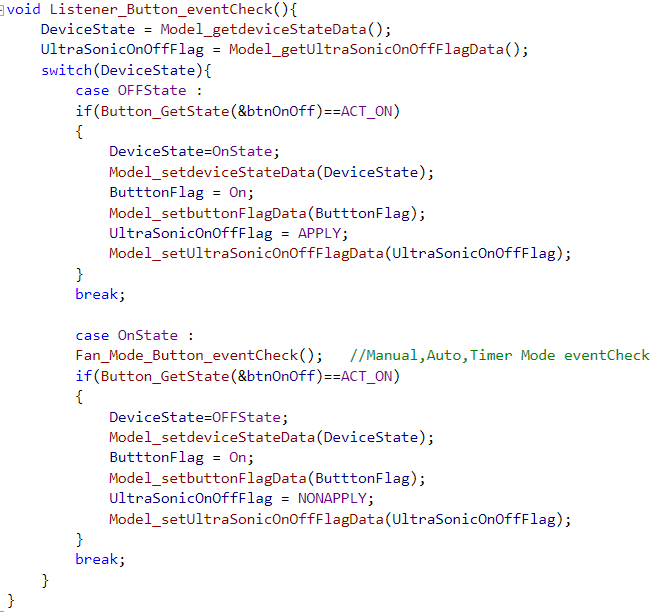 void Listener_Button_eventCheck(){
    DeviceState = Model_getdeviceStateData();
    UltraSonicOnOffFlag = Model_getUltraSonicOnOffFlagData();
    switch(DeviceState){
        case OFFState :
        if(Button_GetState(&btnOnOff)==ACT_ON)
        {
            DeviceState=OnState;
            Model_setdeviceStateData(DeviceState);
            ButttonFlag = On;
            Model_setbuttonFlagData(ButttonFlag);
            UltraSonicOnOffFlag = APPLY;
            Model_setUltraSonicOnOffFlagData(UltraSonicOnOffFlag);
        }
        break;

        case OnState :
        Fan_Mode_Button_eventCheck();   //Manual,Auto,Timer Mode eventCheck
        if(Button_GetState(&btnOnOff)==ACT_ON)
        {
            DeviceState=OFFState;
            Model_setdeviceStateData(DeviceState);
            ButttonFlag = On;
            Model_setbuttonFlagData(ButttonFlag);
            UltraSonicOnOffFlag = NONAPPLY;
            Model_setUltraSonicOnOffFlagData(UltraSonicOnOffFlag);
        }
        break;
    }
}